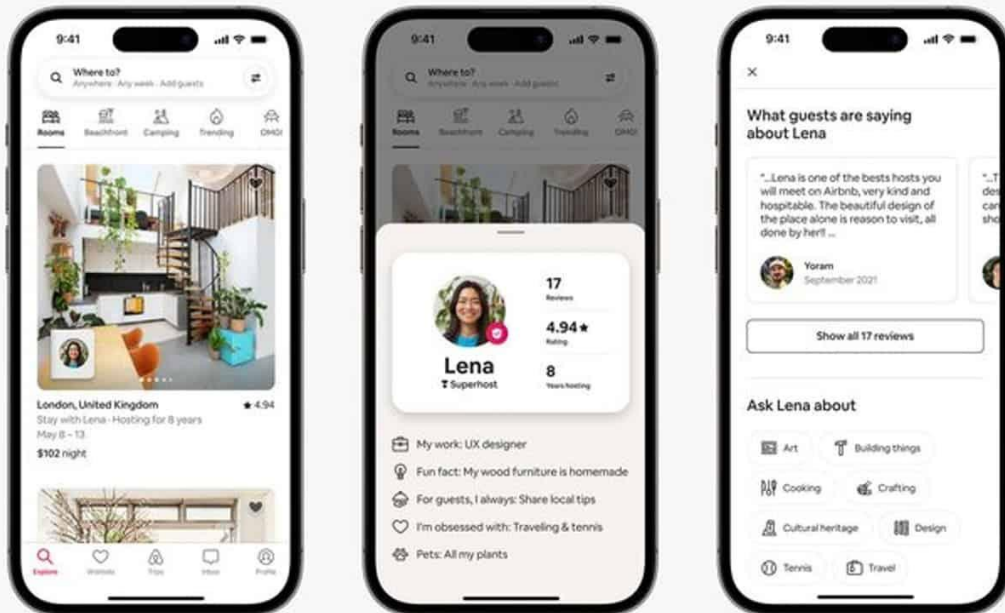 9:41
Where to?
Anywhere · Any week · Add guests
Rooms
Beachfront
Camping
Trending
OMG!
London, United Kingdom
★ 4.94
Stay with Lena · Hosting for 8 years
May 8 – 13
$102 night
Explore
Wishlists
Trips
Inbox
Profile
9:41
Where to?
Anywhere · Any week · Add guests
Rooms
Beachfront
Camping
Trending
OMG!
Lena
Superhost
17
Reviews
4.94★
Rating
8
Years hosting
My work: UX designer
Fun fact: My wood furniture is homemade
For guests, I always: Share local tips
I'm obsessed with: Traveling & tennis
Pets: All my plants
9:41
What guests are saying
about Lena
"...Lena is one of the bests hosts you
will meet on Airbnb, very kind and
hospitable. The beautiful design of
the place alone is reason to visit, all
done by her!! ...
Yoram
September 2021
"...T
des
can
sho
Show all 17 reviews
Ask Lena about
Art
Building things
Cooking
Crafting
Cultural heritage
Design
Tennis
Travel